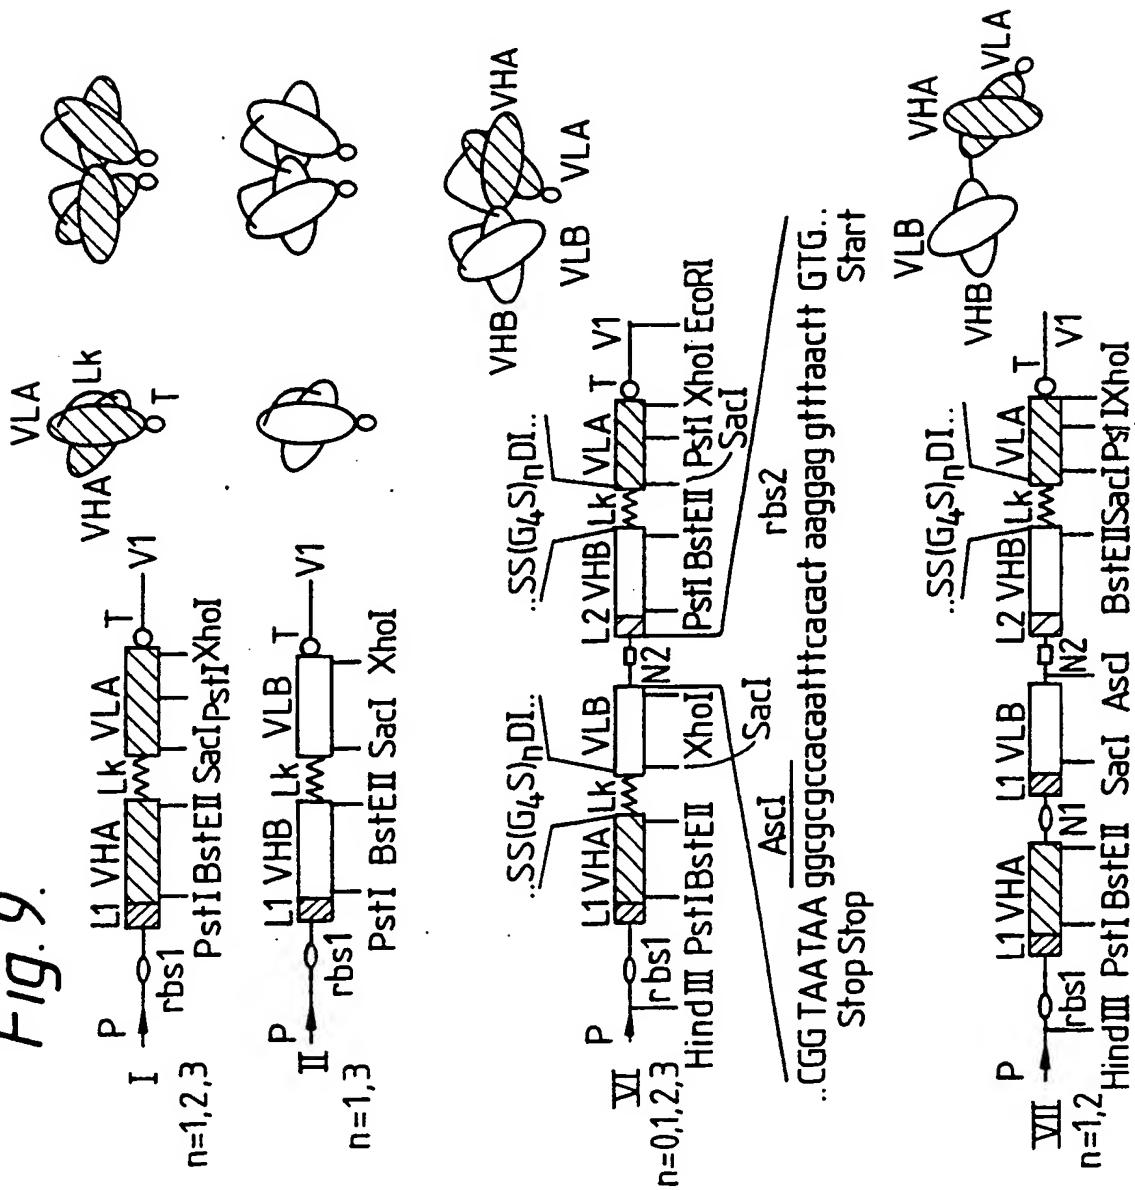 Fig. 9.
I
n=1,2,3
P
rbs1
L1 VHA Lk VLA T V1
PstI BstEII SacI PstI XhoI
VLA
Lk
VHA
T
II
n=1,3
P
rbs1
L1 VHB Lk VLB T V1
PstI BstEII SacI XhoI
VI
n=0,1,2,3
P
rbs1
..SS(G4S)nDI..
..SS(G4S)nDI..
L1 VHA Lk VLB N2 L2 VHB Lk VLA T V1
HindIII PstI BstEII XhoI PstI BstEII PstI XhoI EcoRI
SacI
SacI
VHB
VLB
VLA
VHA
AscI
rbs2
..CGG TAATAA ggcgcgccacaatttcacact aaggag gtttaactt GTG..
Stop Stop
Start
VII
n=1,2
P
rbs1
..SS(G4S)nDI..
L1 VHA N1 L1 VLB N2 L2 VHB Lk VLA T V1
HindIII PstI BstEII SacI AscI BstEII SacI PstI XhoI
VHB
VLB
VHA
VLA